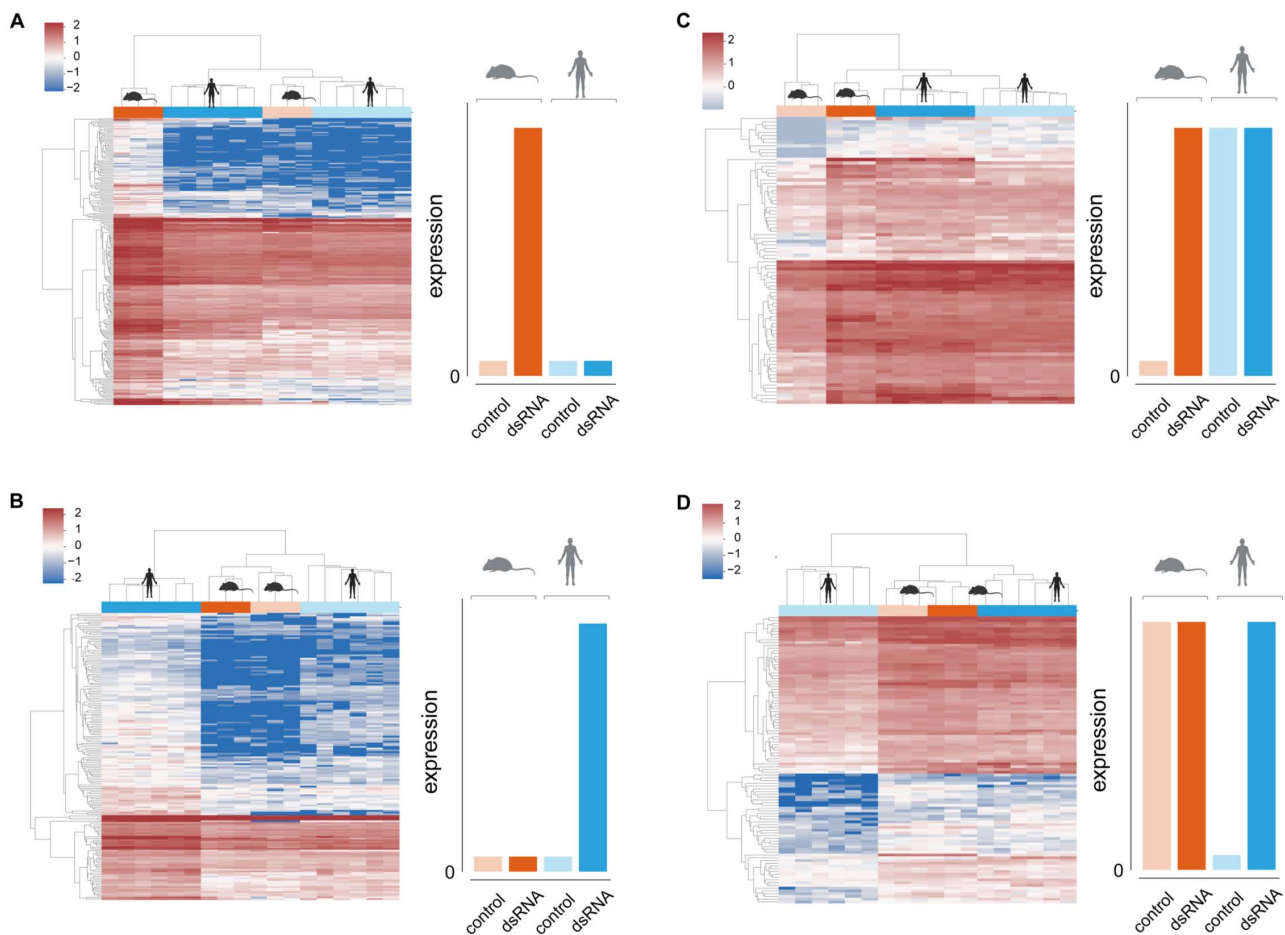 A
2
1
0
−1
−2
expression
0
control
dsRNA
control
dsRNA
C
1
0
expression
0
control
dsRNA
control
dsRNA
B
2
1
0
−1
−2
expression
0
control
dsRNA
control
dsRNA
D
2
1
0
−1
−2
expression
0
control
dsRNA
control
dsRNA